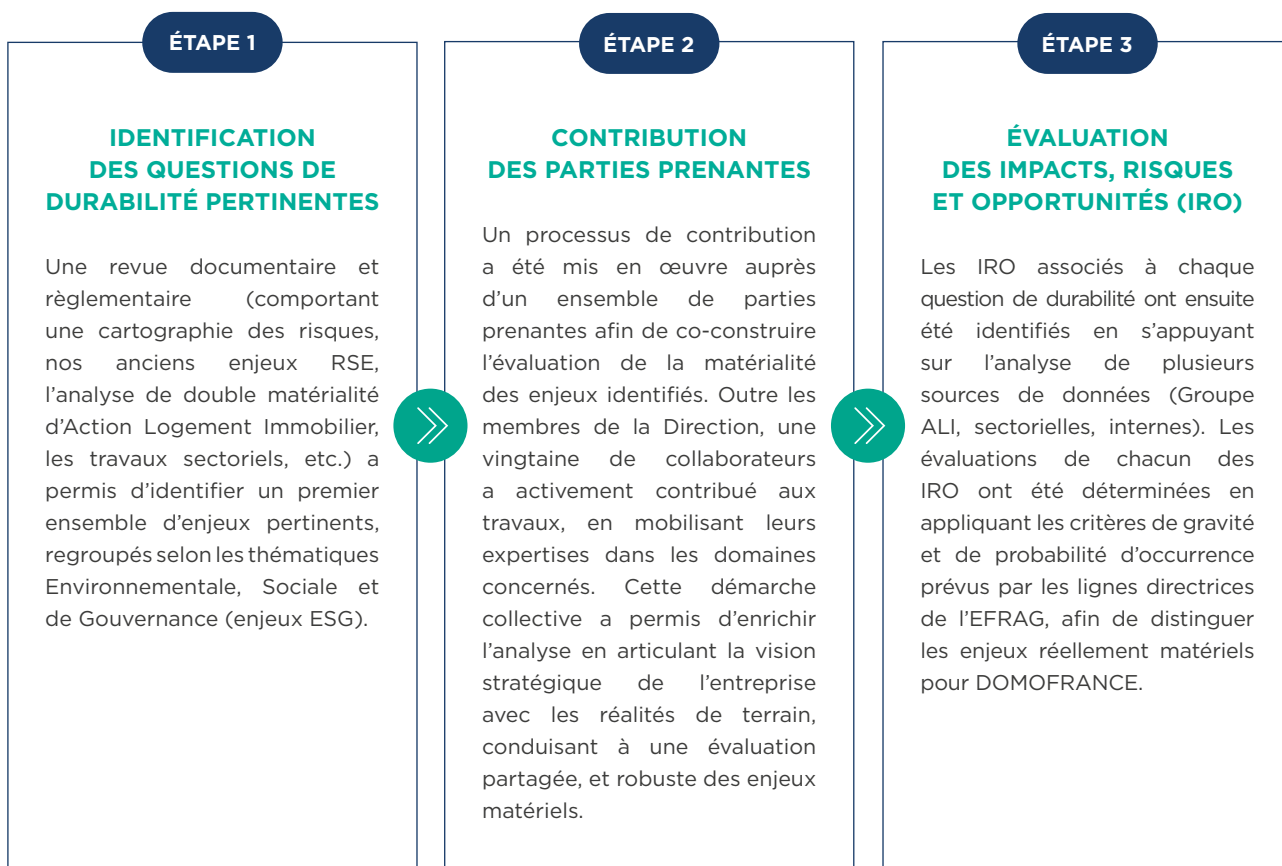 ÉTAPE 1
IDENTIFICATION
DES QUESTIONS DE
DURABILITÉ PERTINENTES
Une revue documentaire et
règlementaire (comportant
une cartographie des risques,
nos anciens enjeux RSE,
l'analyse de double matérialité
d'Action Logement Immobilier,
les travaux sectoriels, etc.) a
permis d'identifier un premier
ensemble d'enjeux pertinents,
regroupés selon les thématiques
Environnementale, Sociale et
de Gouvernance (enjeux ESG).
ÉTAPE 2
CONTRIBUTION
DES PARTIES PRENANTES
Un processus de contribution
a été mis en œuvre auprès
d'un ensemble de parties
prenantes afin de co-construire
l'évaluation de la matérialité
des enjeux identifiés. Outre les
membres de la Direction, une
vingtaine de collaborateurs
a activement contribué aux
travaux, en mobilisant leurs
expertises dans les domaines
concernés. Cette démarche
collective a permis d'enrichir
l'analyse en articulant la vision
stratégique de l'entreprise
avec les réalités de terrain,
conduisant à une évaluation
partagée, et robuste des enjeux
matériels.
ÉTAPE 3
ÉVALUATION
DES IMPACTS, RISQUES
ET OPPORTUNITÉS (IRO)
Les IRO associés à chaque
question de durabilité ont ensuite
été identifiés en s'appuyant
sur l'analyse de plusieurs
sources de données (Groupe
ALI, sectorielles, internes). Les
évaluations de chacun des
IRO ont été déterminées en
appliquant les critères de gravité
et de probabilité d'occurrence
prévus par les lignes directrices
de l'EFRAG, afin de distinguer
les enjeux réellement matériels
pour DOMOFRANCE.